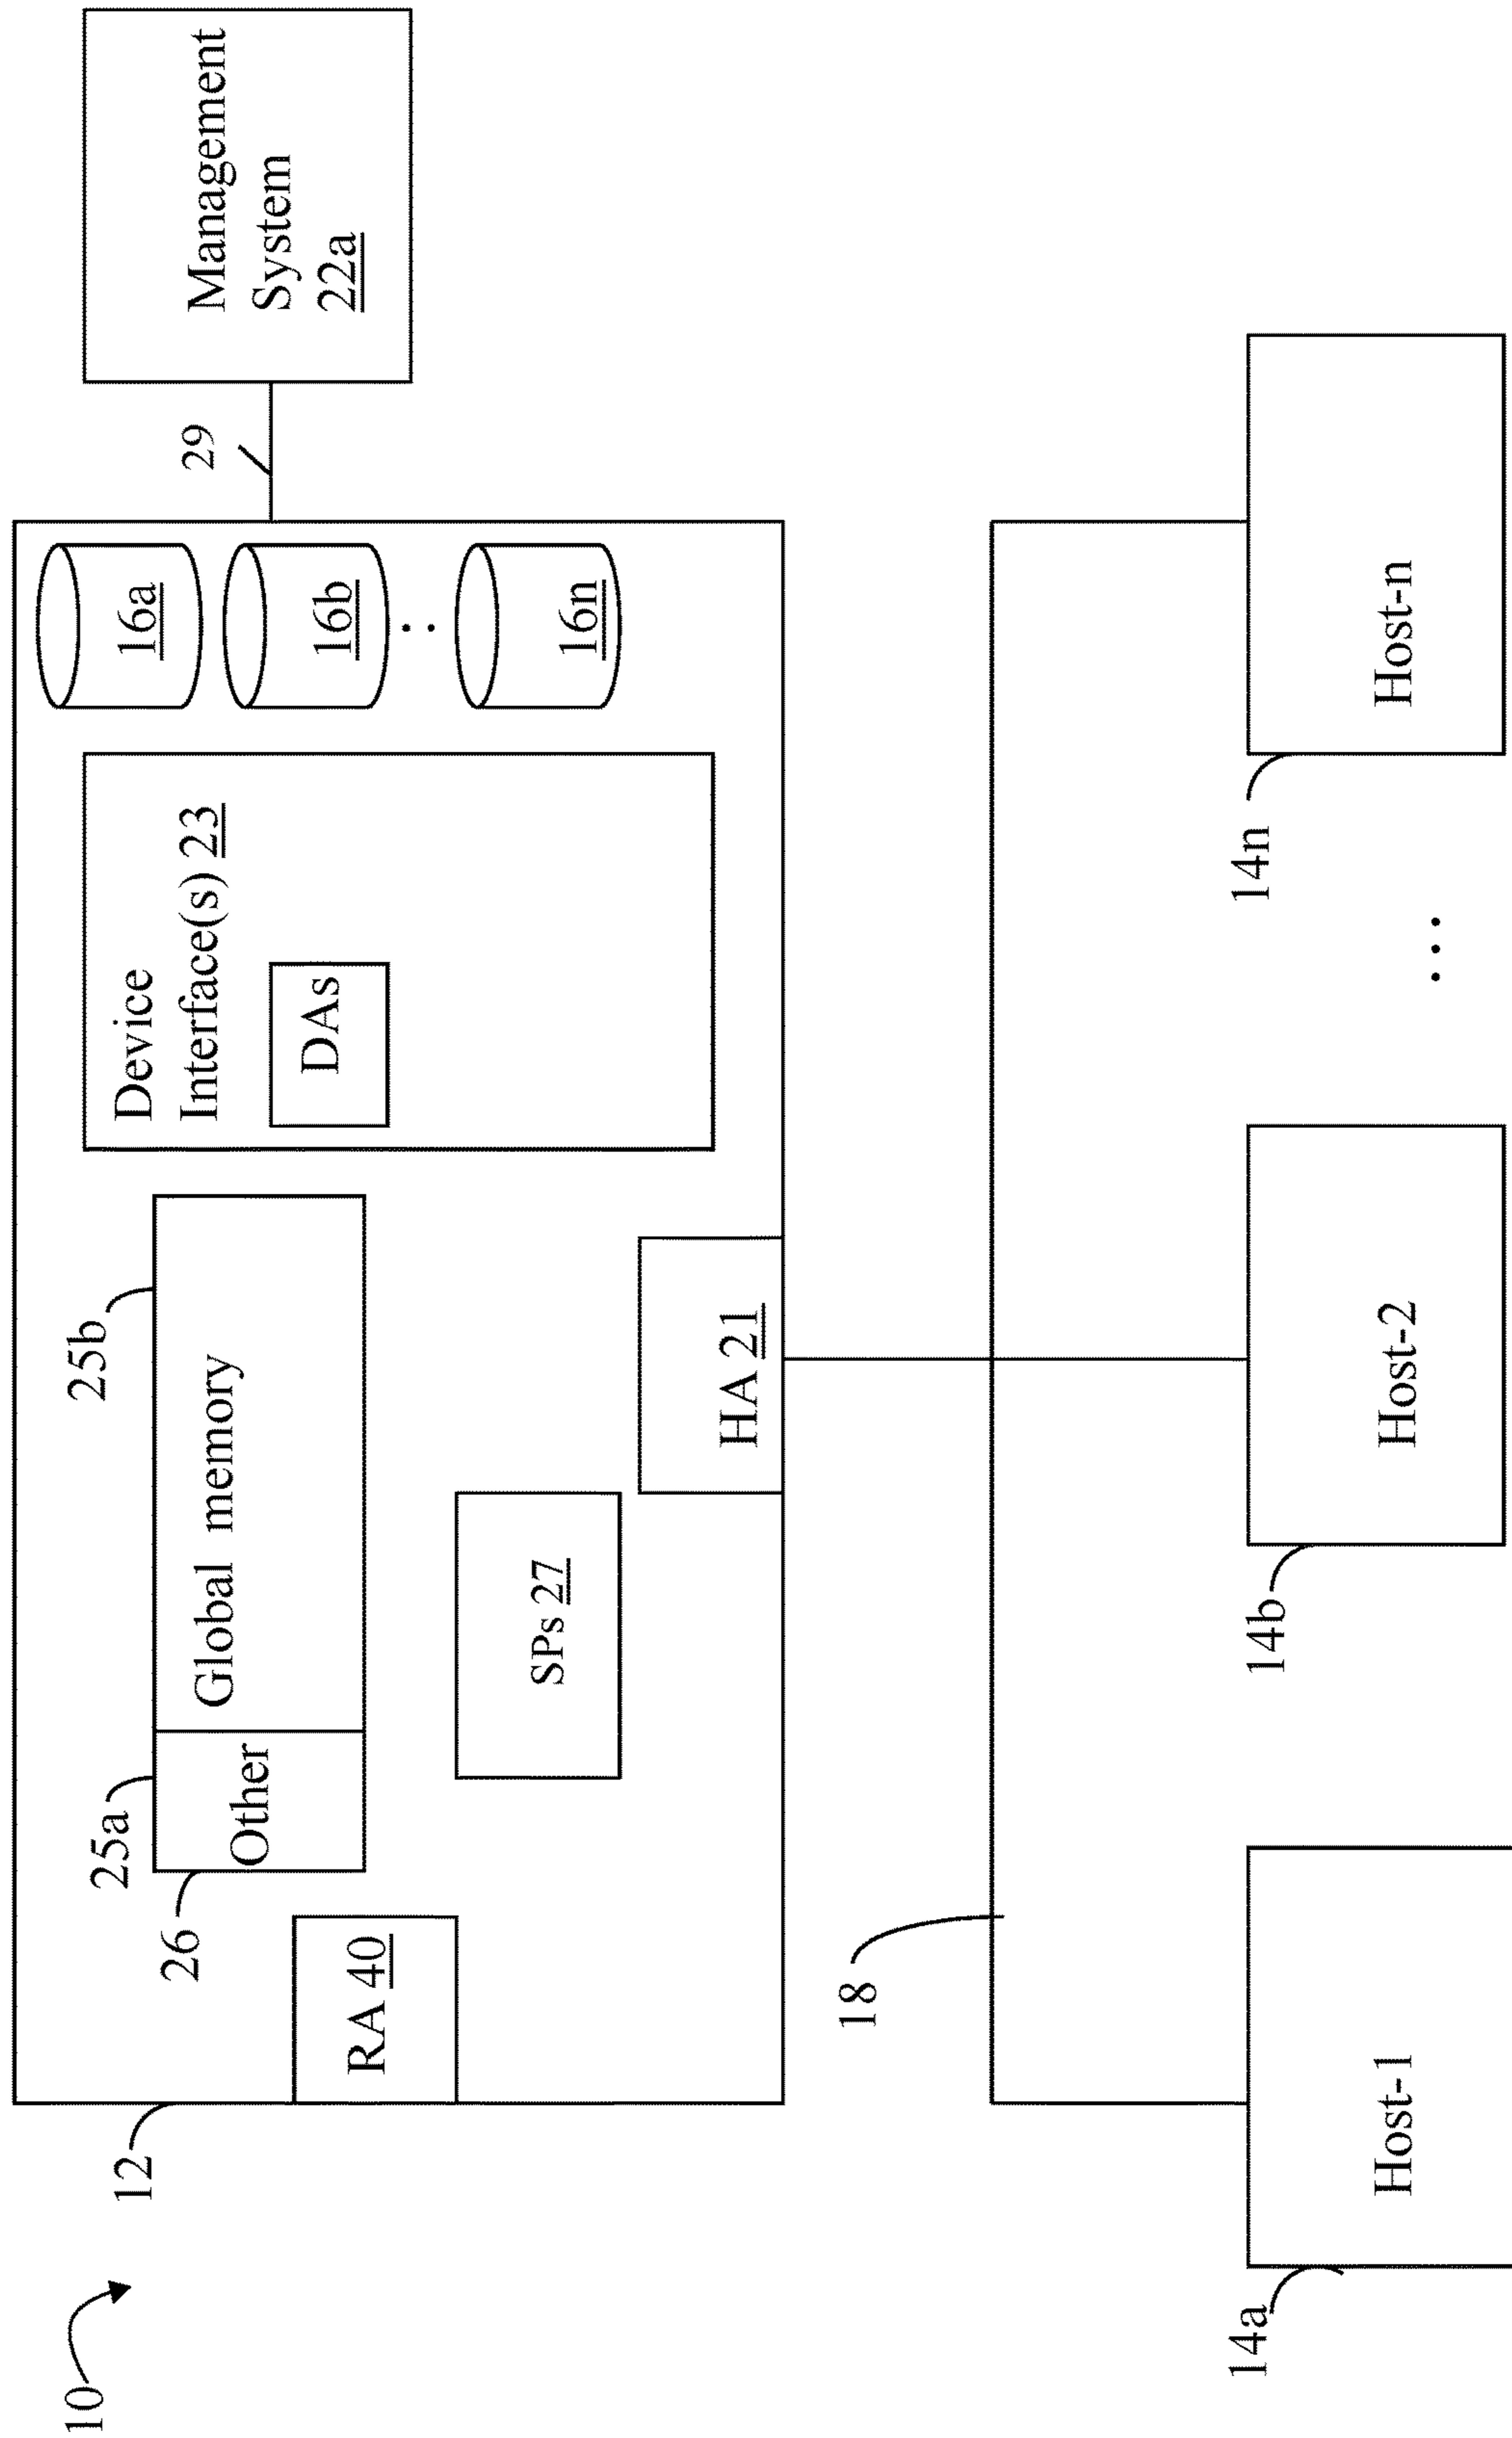 10
12
26
25a
25b
Other
Global memory
RA 40
SPs 27
HA 21
Device
Interface(s) 23
DAs
16a
16b
16n
29
Management
System
22a
18
14a
Host-1
14b
Host-2
14n
Host-n